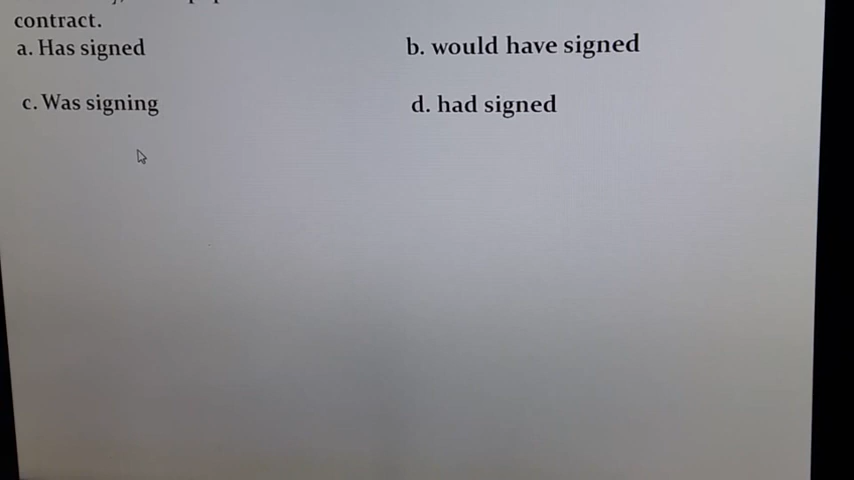 contract.
a. Has signed
b. would have signed
c. Was signing
d. had signed